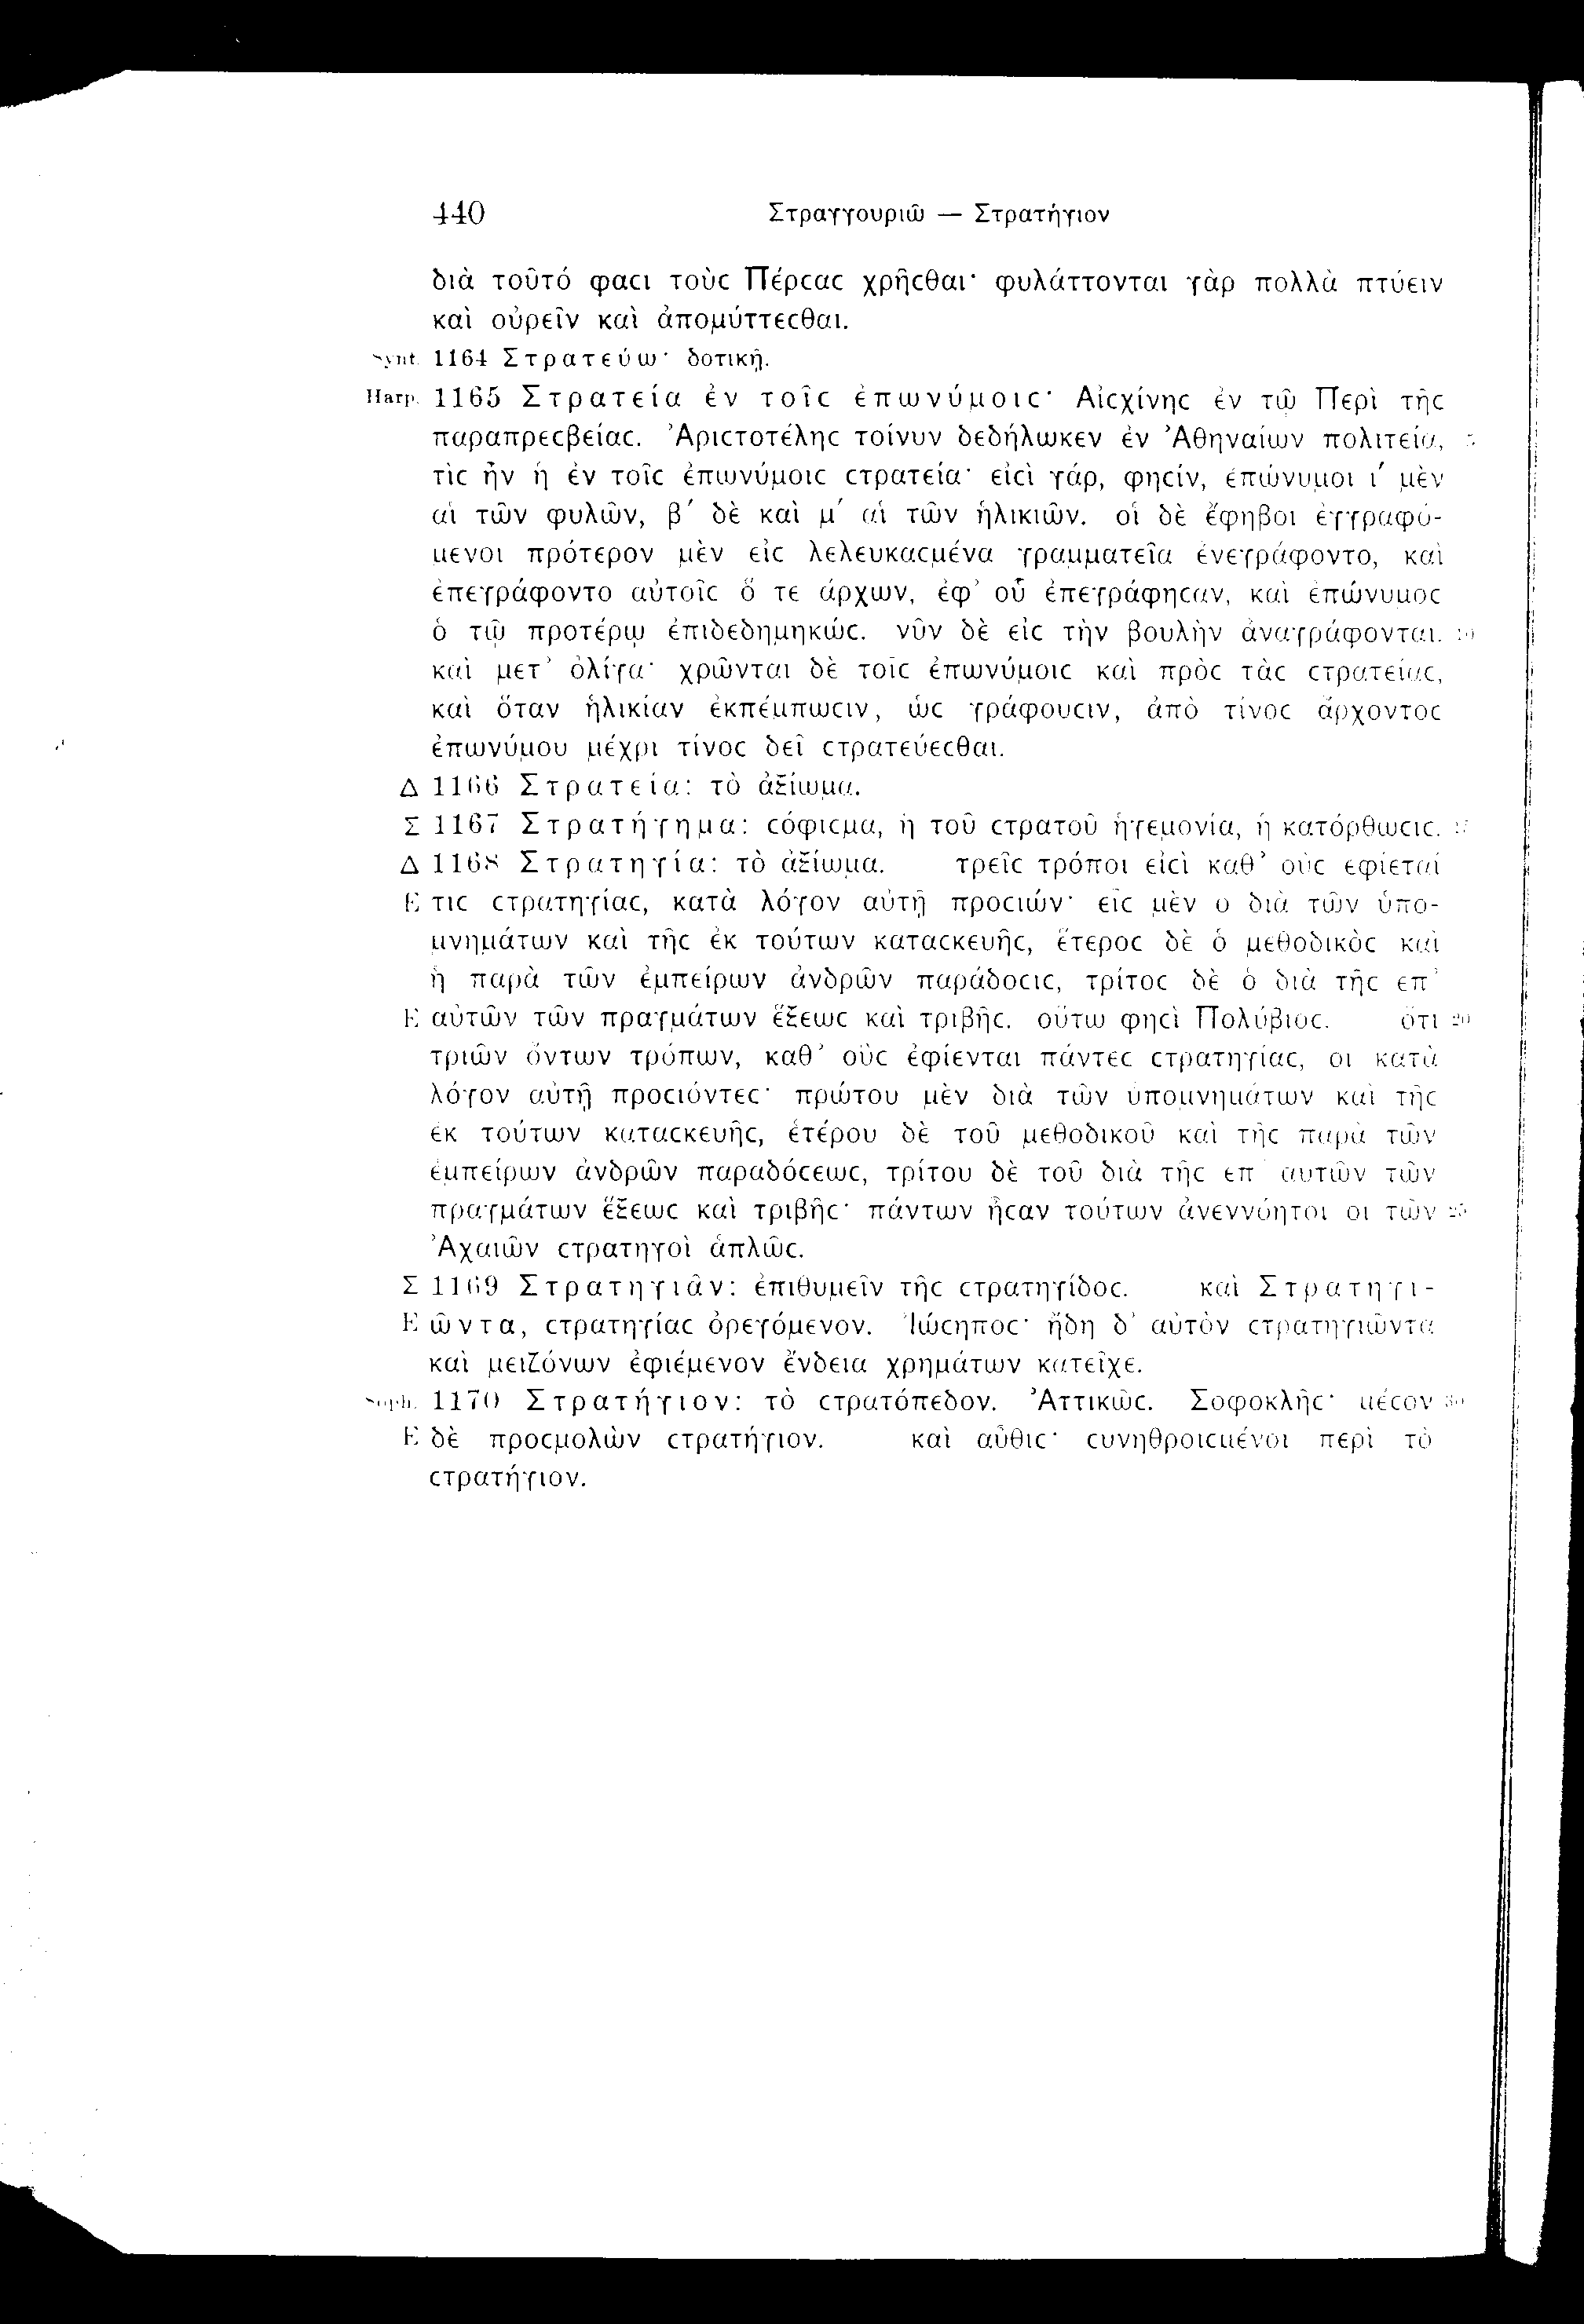 440 Στραγγουριῶ — Στρατήγιον
διὰ τοῦτό φαϲι τοὺϲ Πέρϲαϲ χρῆϲθαι· φυλάττονται γὰρ πολλὰ πτύειν
καὶ οὐρεῖν καὶ ἀπομύττεϲθαι.
Synt. 1164 Στρατεύω· δοτικῇ.
Harp. 1165 Στρατεία ἐν τοῖϲ ἐπωνύμοιϲ· Αἰϲχίνηϲ ἐν τῷ Περὶ τῆϲ
παραπρεϲβείαϲ. Ἀριϲτοτέληϲ τοίνυν δεδήλωκεν ἐν Ἀθηναίων πολιτείᾳ, 5
τίϲ ἦν ἡ ἐν τοῖϲ ἐπωνύμοιϲ ϲτρατεία· εἰϲὶ γάρ, φηϲίν, ἐπώνυμοι ι´ μὲν
αἱ τῶν φυλῶν, β´ δὲ καὶ μ´ αἱ τῶν ἡλικιῶν. οἱ δὲ ἔφηβοι ἐγγραφό-
μενοι πρότερον μὲν εἰϲ λελευκαϲμένα γραμματεῖα ἐνεγράφοντο, καὶ
ἐπεγράφοντο αὐτοῖϲ ὅ τε ἄρχων, ἐφ’ οὗ ἐπεγράφηϲαν, καὶ ἐπώνυμοϲ
ὁ τῷ προτέρῳ ἐπιδεδημηκώϲ. νῦν δὲ εἰϲ τὴν βουλὴν ἀναγράφονται. 10
καὶ μετ’ ὀλίγα· χρῶνται δὲ τοῖϲ ἐπωνύμοιϲ καὶ πρὸϲ τὰϲ ϲτρατείαϲ,
καὶ ὅταν ἡλικίαν ἐκπέμπωϲιν, ὡϲ γράφουϲιν, ἀπὸ τίνοϲ ἄρχοντοϲ
ἐπωνύμου μέχρι τίνοϲ δεῖ ϲτρατεύεϲθαι.
Δ 1166 Στρατεία: τὸ ἀξίωμα.
Σ 1167 Στρατήγημα: ϲόφιϲμα, ἢ τοῦ ϲτρατοῦ ἡγεμονία, ἢ κατόρθωϲιϲ. 15
Δ 1168 Στρατηγία: τὸ ἀξίωμα. τρεῖϲ τρόποι εἰϲὶ καθ’ οὓϲ ἐφίεταί
E τιϲ ϲτρατηγίαϲ, κατὰ λόγον αὐτῇ προϲιών· εἷϲ μὲν ὁ διὰ τῶν ὑπο-
μνημάτων καὶ τῆϲ ἐκ τούτων καταϲκευῆϲ, ἕτεροϲ δὲ ὁ μεθοδικὸϲ καὶ
ἡ παρὰ τῶν ἐμπείρων ἀνδρῶν παράδοϲιϲ, τρίτοϲ δὲ ὁ διὰ τῆϲ ἐπ’
E αὐτῶν τῶν πραγμάτων ἕξεωϲ καὶ τριβῆϲ. οὕτω φηϲὶ Πολύβιοϲ. ὅτι 20
τριῶν ὄντων τρόπων, καθ’ οὓϲ ἐφίενται πάντεϲ ϲτρατηγίαϲ, οἱ κατὰ
λόγον αὐτῇ προϲιόντεϲ· πρώτου μὲν διὰ τῶν ὑπομνημάτων καὶ τῆϲ
ἐκ τούτων καταϲκευῆϲ, ἑτέρου δὲ τοῦ μεθοδικοῦ καὶ τῆϲ παρὰ τῶν
ἐμπείρων ἀνδρῶν παραδόϲεωϲ, τρίτου δὲ τοῦ διὰ τῆϲ ἐπ’ αὐτῶν τῶν
πραγμάτων ἕξεωϲ καὶ τριβῆϲ· πάντων ἦϲαν τούτων ἀνεννόητοι οἱ τῶν 25
Ἀχαιῶν ϲτρατηγοὶ ἁπλῶϲ.
Σ 1169 Στρατηγιᾶν: ἐπιθυμεῖν τῆϲ ϲτρατηγίδοϲ. καὶ Στρατηγι-
E ῶντα, ϲτρατηγίαϲ ὀρεγόμενον. Ἰώϲηποϲ· ἤδη δ’ αὐτὸν ϲτρατηγιῶντα
καὶ μειζόνων ἐφιέμενον ἔνδεια χρημάτων κατεῖχε.
Soph. 1170 Στρατήγιον: τὸ ϲτρατόπεδον. Ἀττικῶϲ. Σοφοκλῆϲ· μέϲον 30
E δὲ προϲμολὼν ϲτρατήγιον. καὶ αὖθιϲ· ϲυνηθροιϲμένοι περὶ τὸ
ϲτρατήγιον.